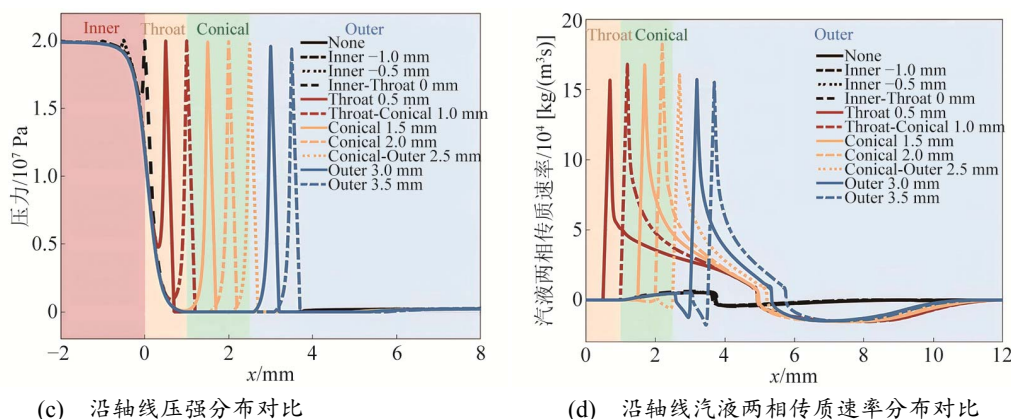 Inner Throat Conical Outer
None
Inner −1.0 mm
Inner −0.5 mm
Inner-Throat 0 mm
Throat 0.5 mm
Throat-Conical 1.0 mm
Conical 1.5 mm
Conical 2.0 mm
Conical-Outer 2.5 mm
Outer 3.0 mm
Outer 3.5 mm
压力/10⁷ Pa
2.0
1.5
1.0
0.5
0
−2 0 2 4 6 8
x/mm
(c) 沿轴线压强分布对比
Throat Conical Outer
None
Inner −1.0 mm
Inner −0.5 mm
Inner-Throat 0 mm
Throat 0.5 mm
Throat-Conical 1.0 mm
Conical 1.5 mm
Conical 2.0 mm
Conical-Outer 2.5 mm
Outer 3.0 mm
Outer 3.5 mm
汽液两相传质速率/10⁴ [kg/(m³s)]
20
15
10
5
0
0 2 4 6 8 10 12
x/mm
(d) 沿轴线汽液两相传质速率分布对比